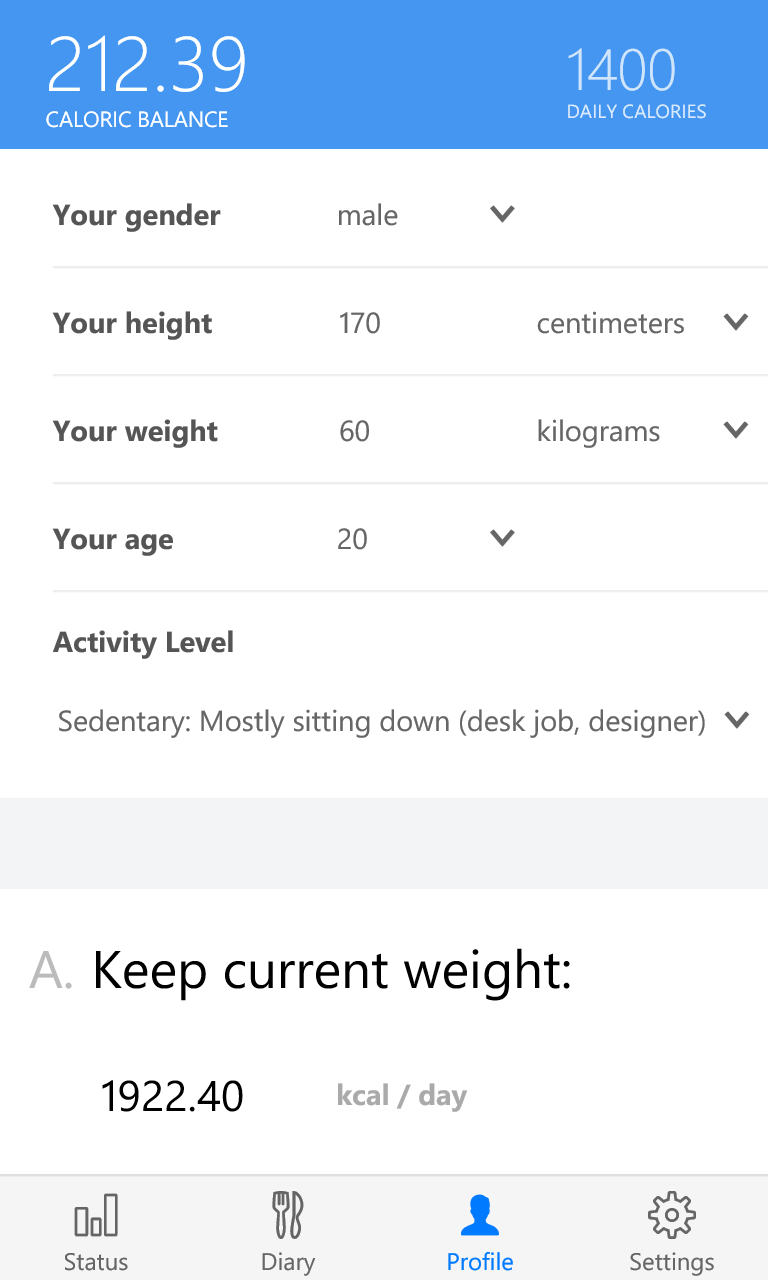 212.39 1400
CALORIC BALANCE DAILY CALORIES
Your gender male
Your height 170 centimeters
Your weight 60 kilograms
Your age 20
Activity Level
Sedentary: Mostly sitting down (desk job, designer)
A. Keep current weight:
1922.40 kcal / day
Status Diary Profile Settings